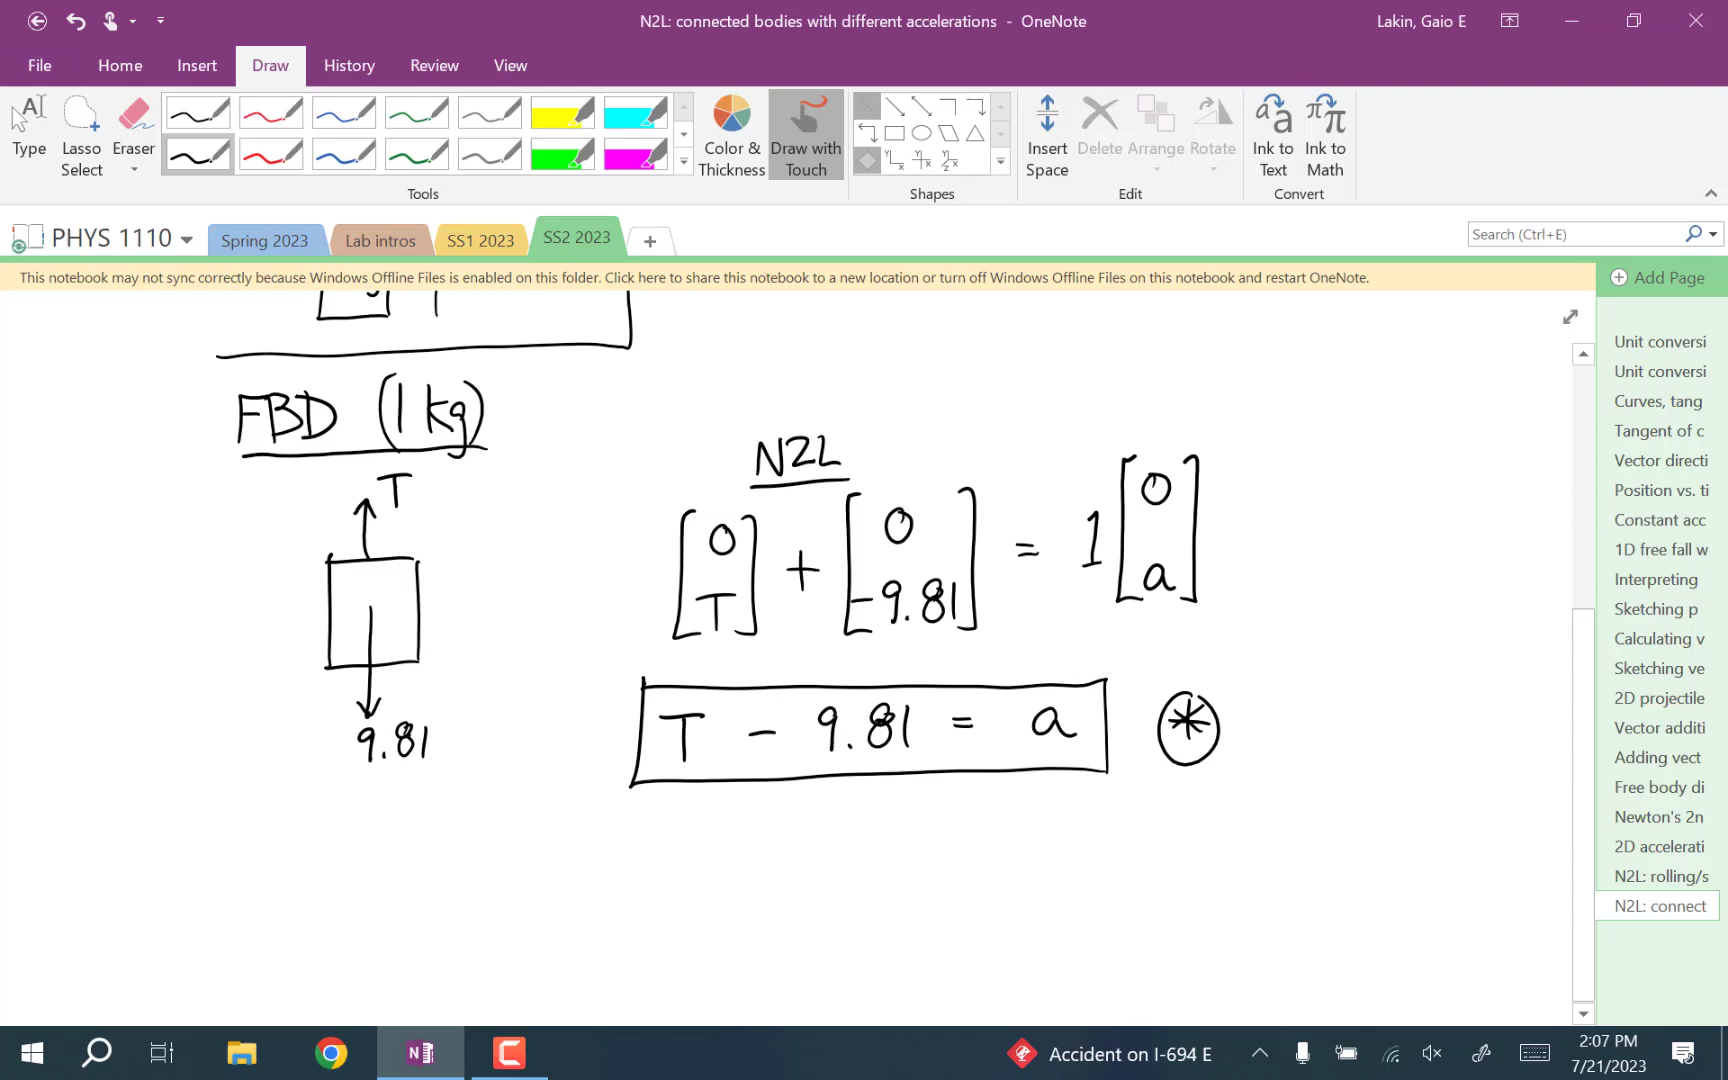 N2L: connected bodies with different accelerations - OneNote
Lakin, Gaio E
File Home Insert Draw History Review View
Type
Lasso Select
Eraser
Color & Thickness
Draw with Touch
Insert Space
Delete Arrange Rotate
Ink to Text
Ink to Math
Tools
Shapes
Edit
Convert
PHYS 1110
Spring 2023
Lab intros
SS1 2023
SS2 2023
Search (Ctrl+E)
This notebook may not sync correctly because Windows Offline Files is enabled on this folder. Click here to share this notebook to a new location or turn off Windows Offline Files on this notebook and restart OneNote.
Add Page
Unit conversi
Unit conversi
Curves, tang
Tangent of c
Vector directi
Position vs. ti
Constant acc
1D free fall w
Interpreting
Sketching p
Calculating v
Sketching ve
2D projectile
Vector additi
Adding vect
Free body di
Newton's 2n
2D accelerati
N2L: rolling/s
N2L: connect
FBD (1 kg)
T
9.81
N2L
[0 T] + [0 -9.81] = 1 [0 a]
T - 9.81 = a *
Accident on I-694 E
2:07 PM
7/21/2023